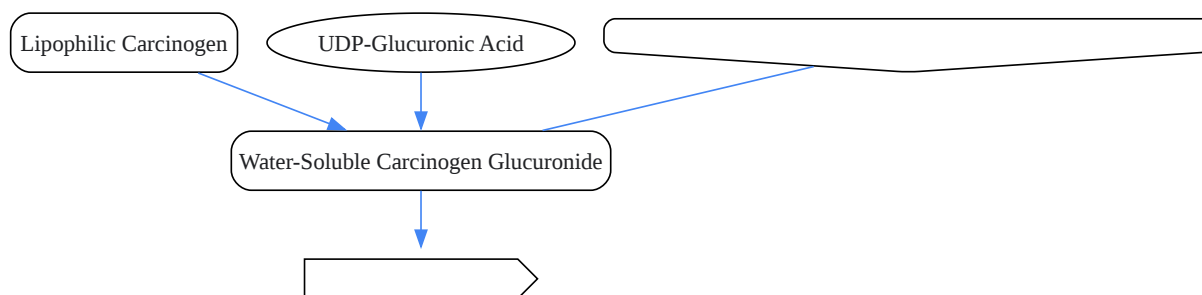 Lipophilic Carcinogen
UDP-Glucuronic Acid
Water-Soluble Carcinogen Glucuronide